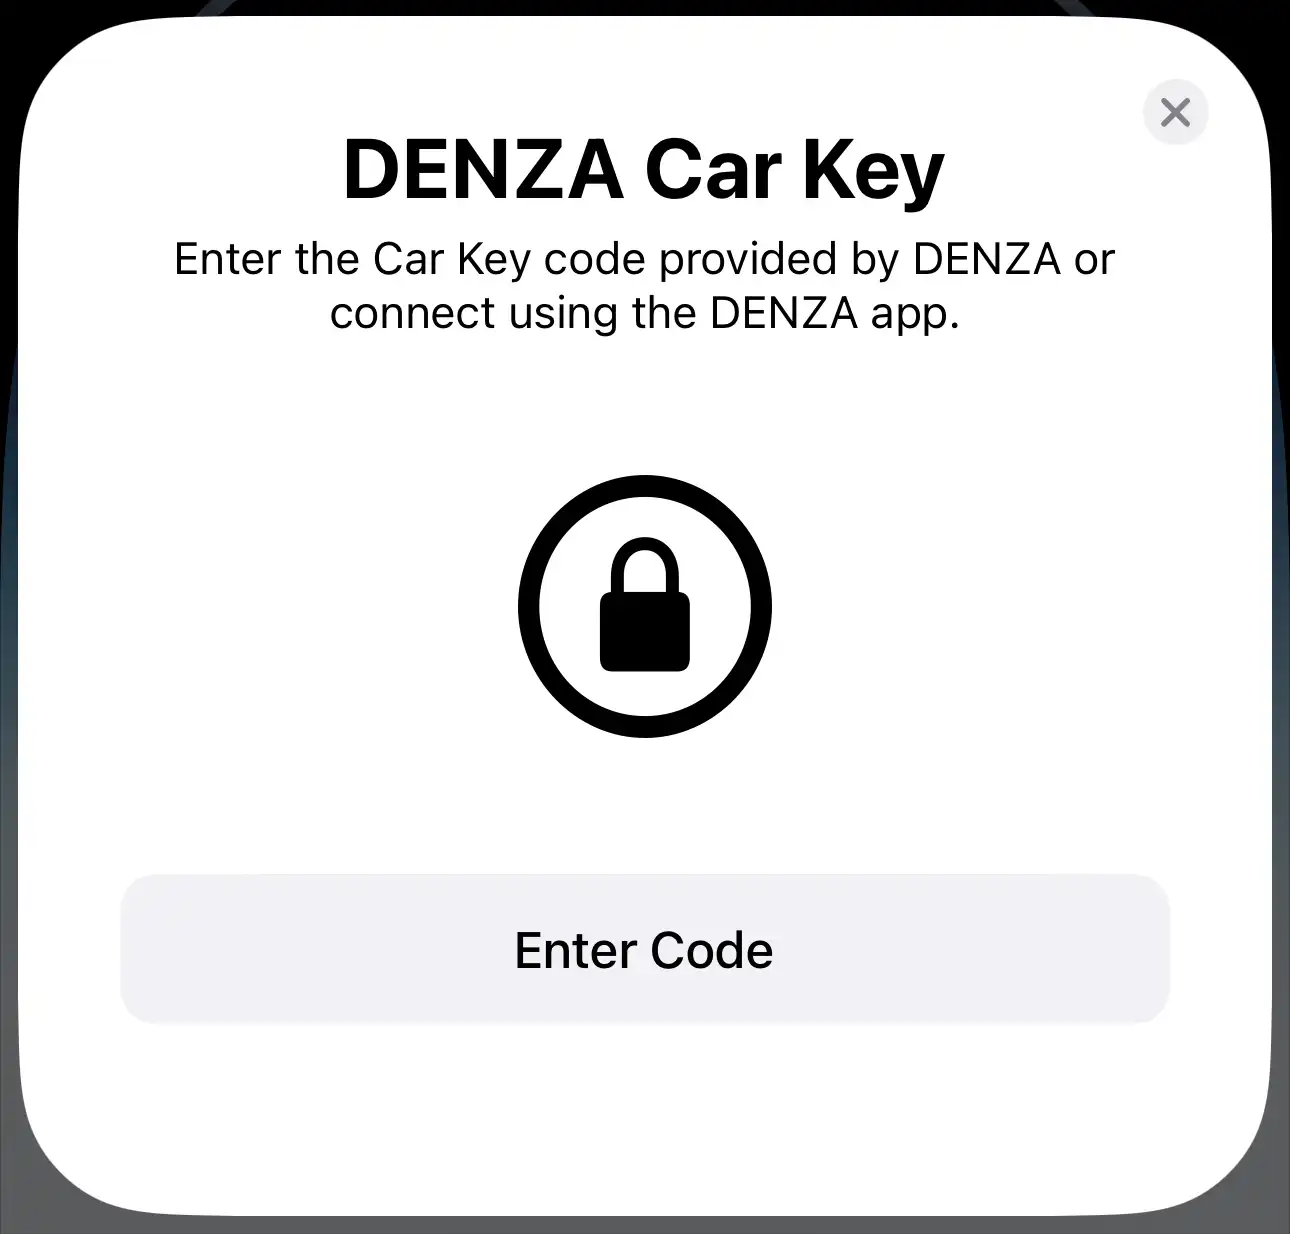 DENZA Car Key
Enter the Car Key code provided by DENZA or
connect using the DENZA app.
Enter Code